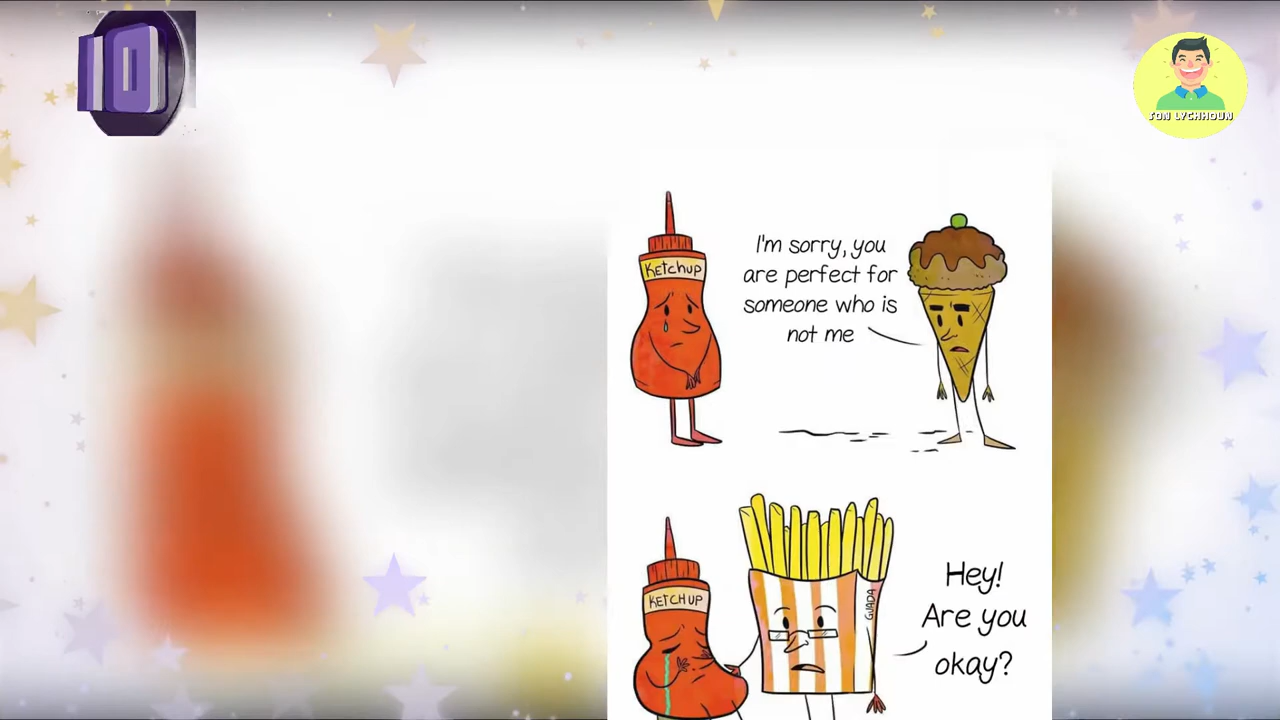 SON LYCHHOUN
Ketchup
I'm sorry, you
are perfect for
someone who is
not me
KETCHUP
GUADA
Hey!
Are you
okay?